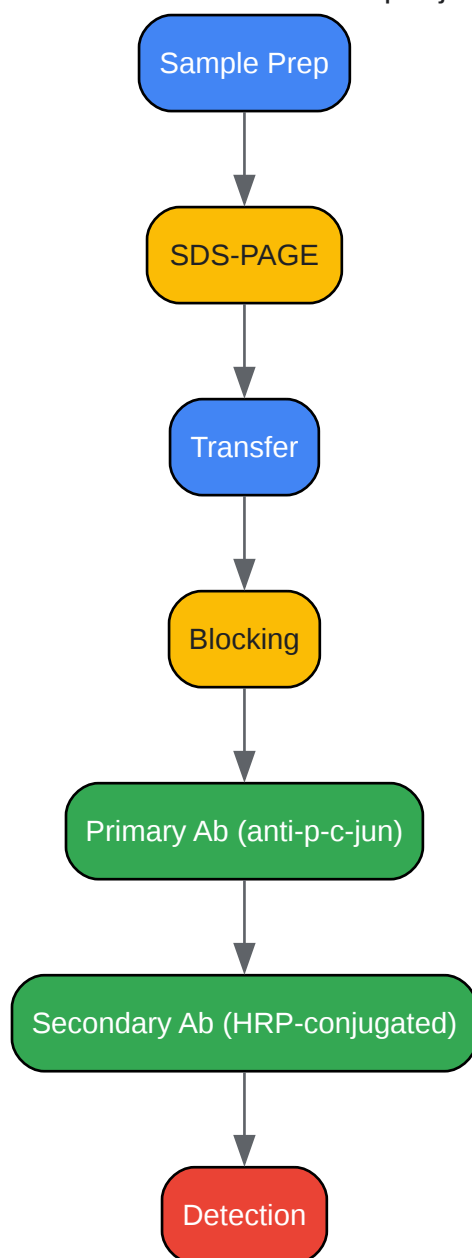 Sample Prep
SDS-PAGE
Transfer
Blocking
Primary Ab (anti-p-c-jun)
Secondary Ab (HRP-conjugated)
Detection